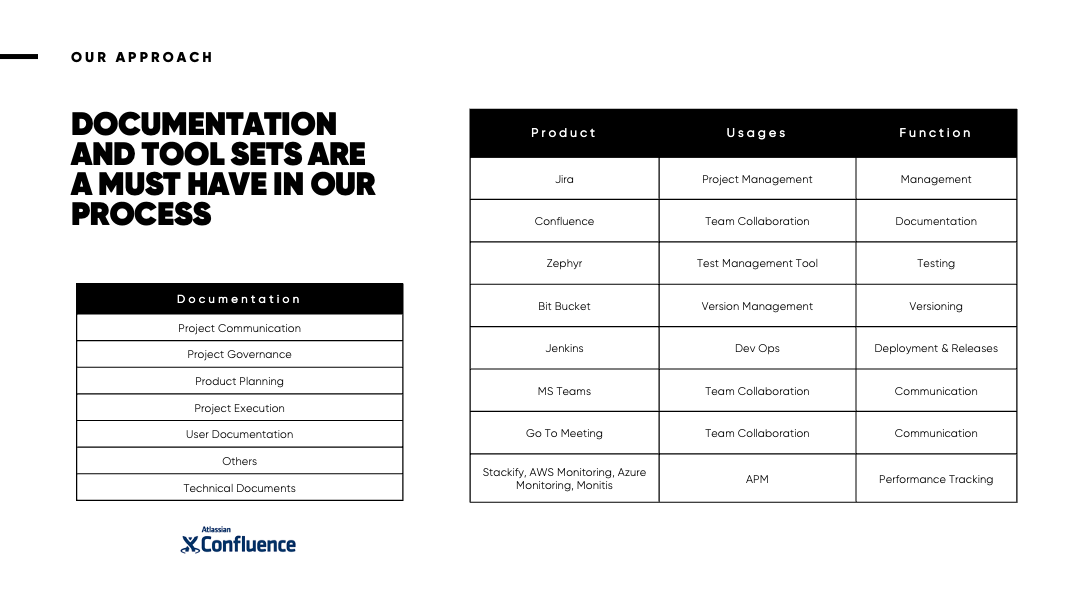 OUR APPROACH
DOCUMENTATION
AND TOOL SETS ARE
A MUST HAVE IN OUR
PROCESS
Documentation
Project Communication
Project Governance
Product Planning
Project Execution
User Documentation
Others
Technical Documents
Atlassian
Confluence
Product Usages Function
Jira Project Management Management
Confluence Team Collaboration Documentation
Zephyr Test Management Tool Testing
Bit Bucket Version Management Versioning
Jenkins Dev Ops Deployment & Releases
MS Teams Team Collaboration Communication
Go To Meeting Team Collaboration Communication
Stackify, AWS Monitoring, Azure
Monitoring, Monitis APM Performance Tracking